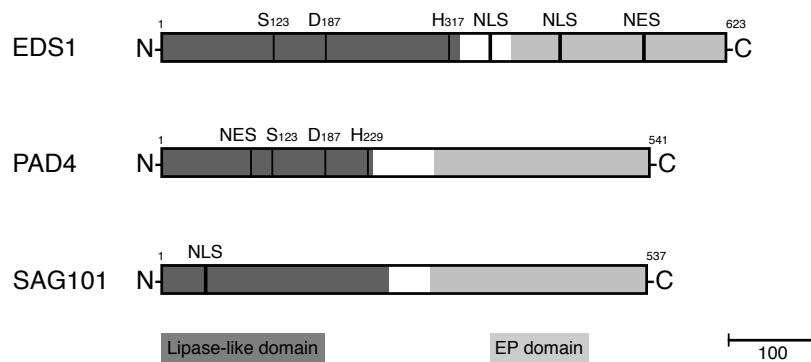 S123 D187 H317 NLS NLS NES
1 623
EDS1 N C
NES S123 D187 H229
1 541
PAD4 N C
NLS
1 537
SAG101 N C
Lipase-like domain EP domain
100